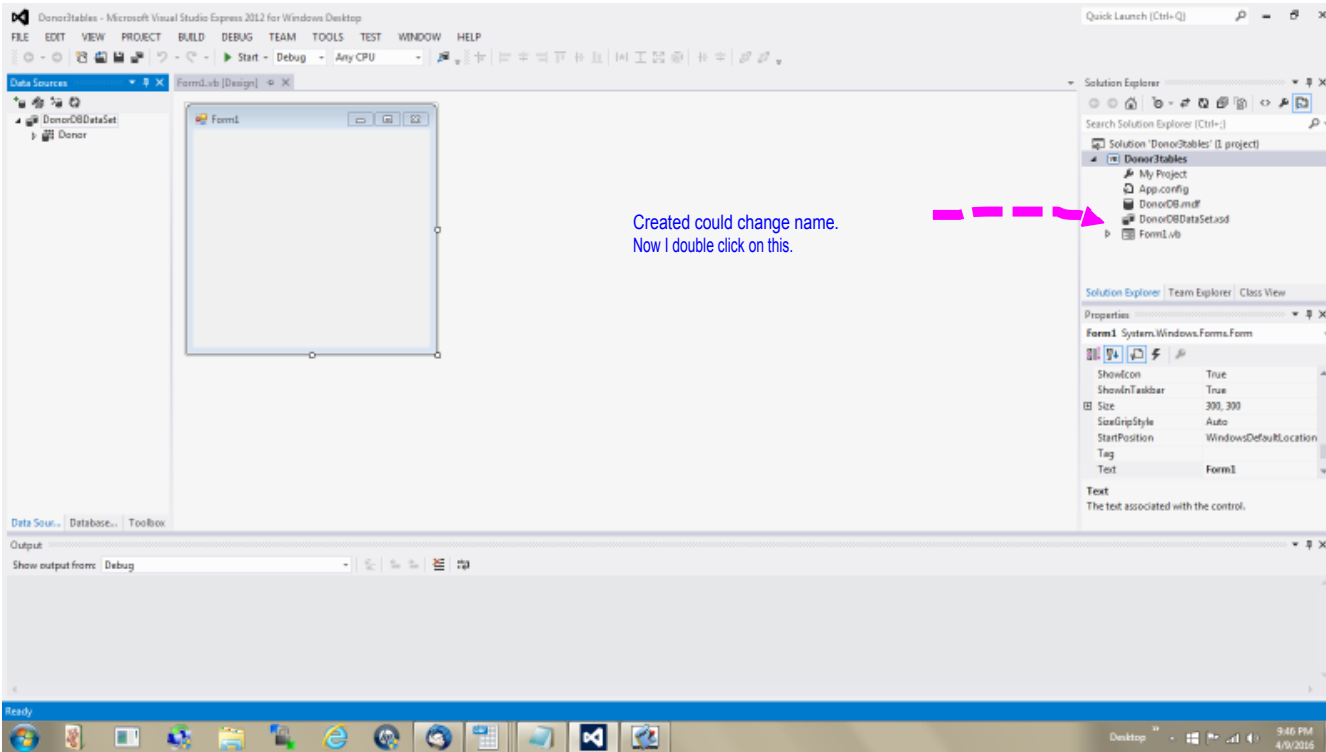 Donor3tables - Microsoft Visual Studio Express 2012 for Windows Desktop
Quick Launch (Ctrl+Q)
FILE EDIT VIEW PROJECT BUILD DEBUG TEAM TOOLS TEST WINDOW HELP
Start Debug Any CPU
Data Sources
DonorDBDataSet
Donor
Form1.vb [Design]
Form1
Created could change name.
Now I double click on this.
Solution Explorer
Search Solution Explorer (Ctrl+;)
Solution 'Donor3tables' (1 project)
Donor3tables
My Project
App.config
DonorDB.mdf
DonorDBDataSet.xsd
Form1.vb
Solution Explorer Team Explorer Class View
Properties
Form1 System.Windows.Forms.Form
ShowIcon True
ShowInTaskbar True
Size 300, 300
SizeGripStyle Auto
StartPosition WindowsDefaultLocation
Tag
Text Form1
Text
The text associated with the control.
Data Sour... Database... Toolbox
Output
Show output from: Debug
Ready
Desktop
9:46 PM
4/9/2016